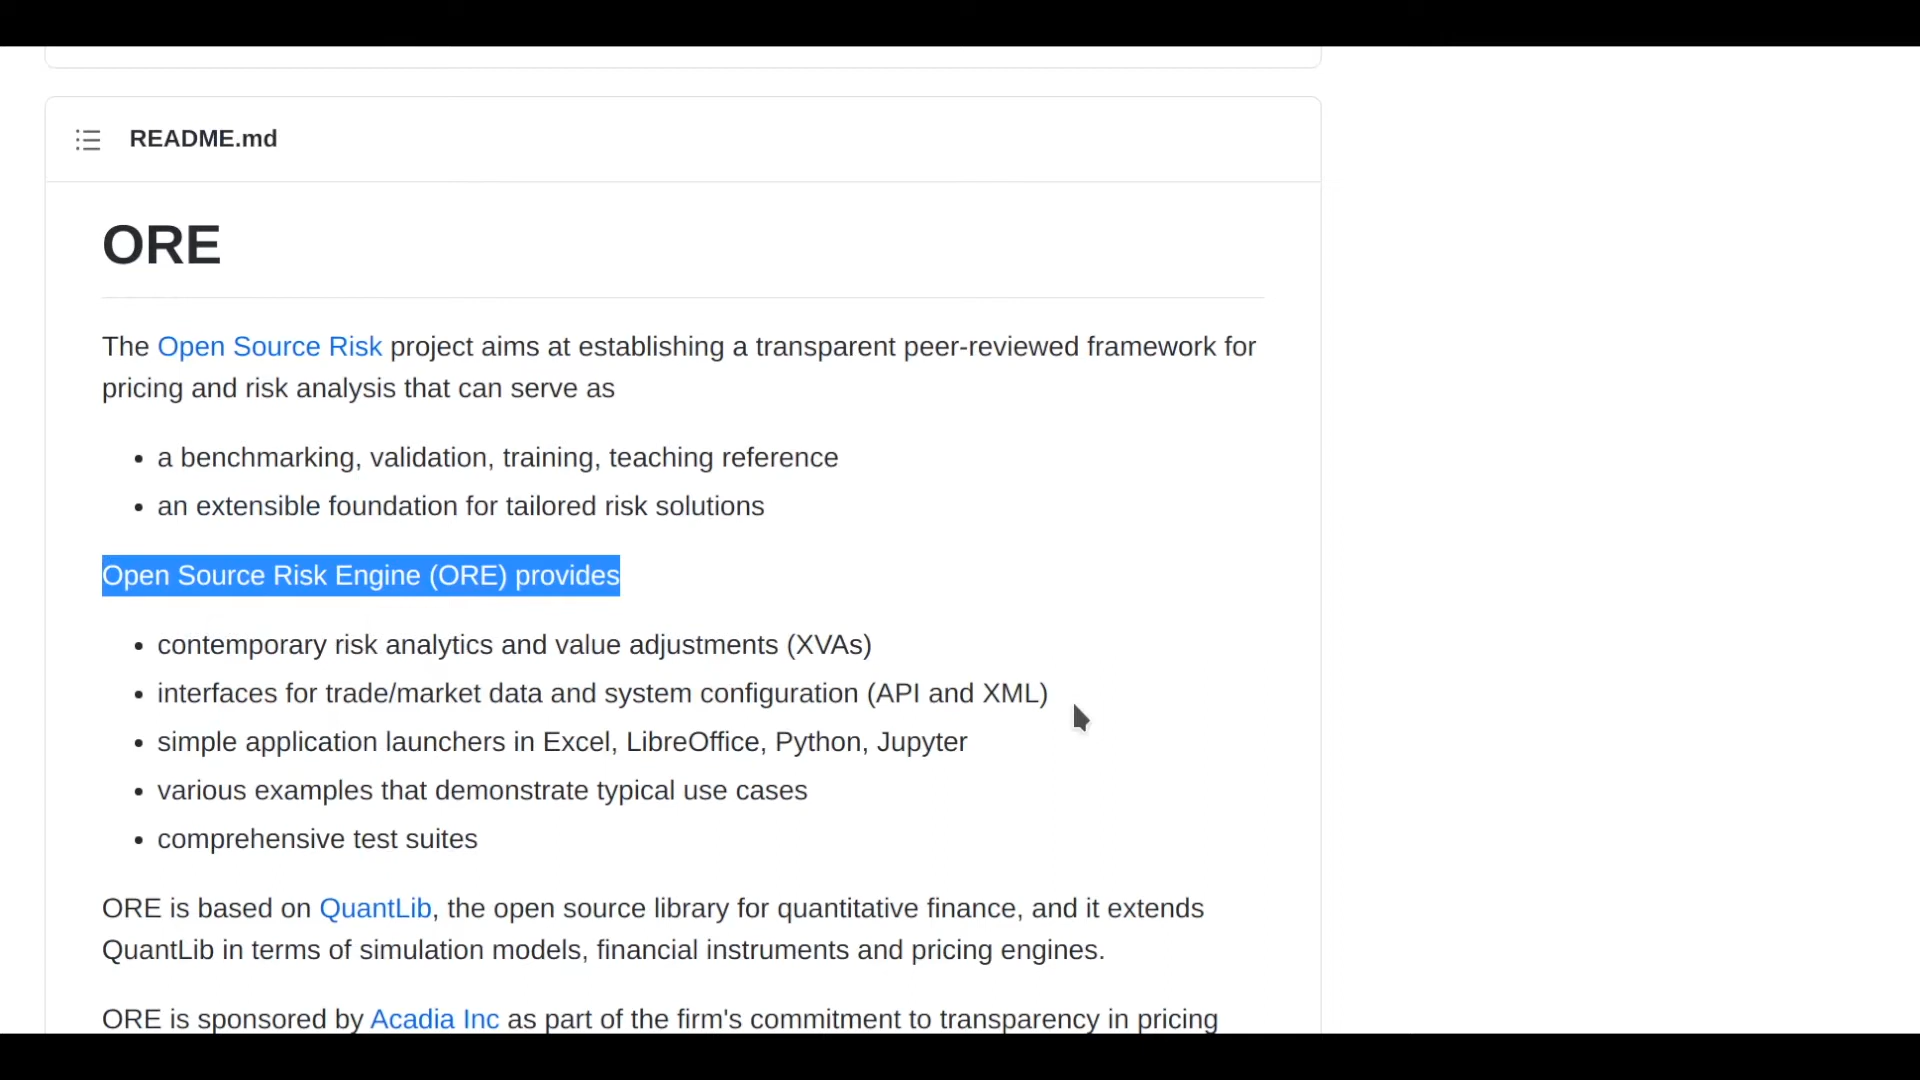 README.md
ORE
The Open Source Risk project aims at establishing a transparent peer-reviewed framework for
pricing and risk analysis that can serve as
• a benchmarking, validation, training, teaching reference
• an extensible foundation for tailored risk solutions
Open Source Risk Engine (ORE) provides
• contemporary risk analytics and value adjustments (XVAs)
• interfaces for trade/market data and system configuration (API and XML)
• simple application launchers in Excel, LibreOffice, Python, Jupyter
• various examples that demonstrate typical use cases
• comprehensive test suites
ORE is based on QuantLib, the open source library for quantitative finance, and it extends
QuantLib in terms of simulation models, financial instruments and pricing engines.
ORE is sponsored by Acadia Inc as part of the firm's commitment to transparency in pricing